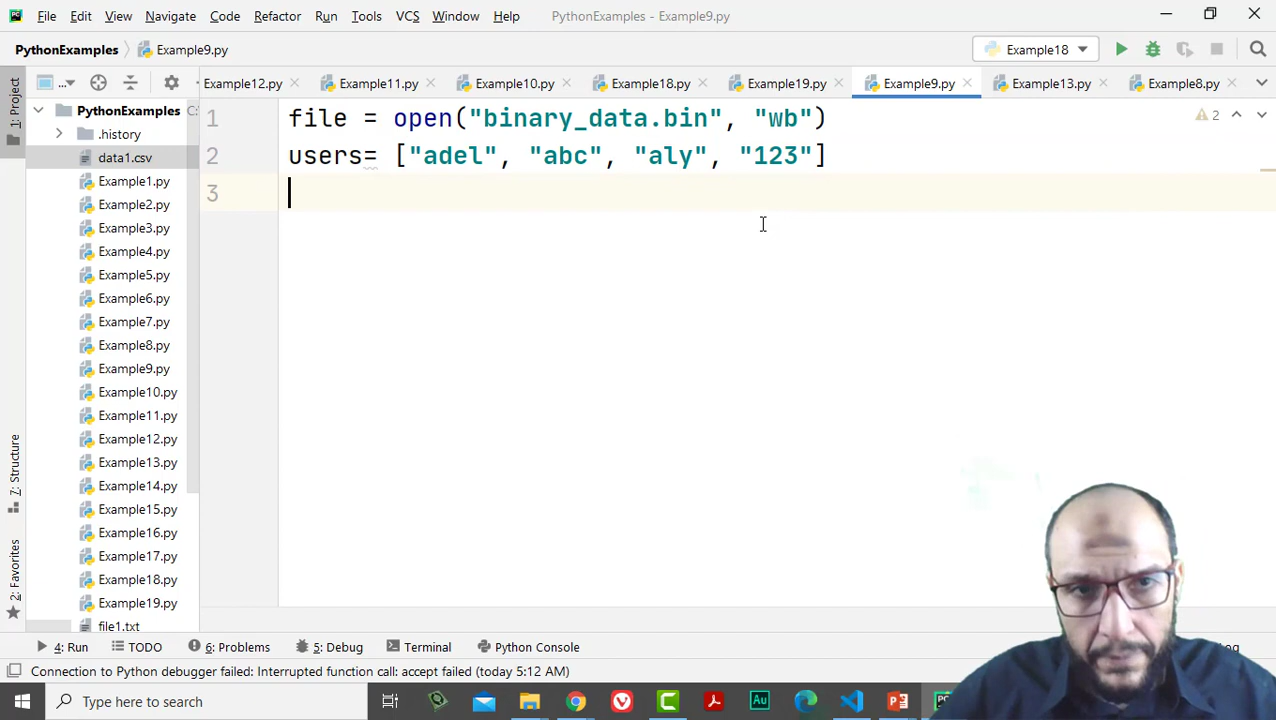 File Edit View Navigate Code Refactor Run Tools VCS Window Help PythonExamples - Example9.py
PythonExamples Example9.py Example18
1: Project
Example12.py Example11.py Example10.py Example18.py Example19.py Example9.py Example13.py Example8.py
PythonExamples
.history
data1.csv
Example1.py
Example2.py
Example3.py
Example4.py
Example5.py
Example6.py
Example7.py
Example8.py
Example9.py
Example10.py
Example11.py
Example12.py
Example13.py
Example14.py
Example15.py
Example16.py
Example17.py
Example18.py
Example19.py
file1.txt
1 file = open("binary_data.bin", "wb")
2 users= ["adel", "abc", "aly", "123"]
3
2
7: Structure
2: Favorites
4: Run TODO 6: Problems 5: Debug Terminal Python Console
Connection to Python debugger failed: Interrupted function call: accept failed (today 5:12 AM)
Type here to search